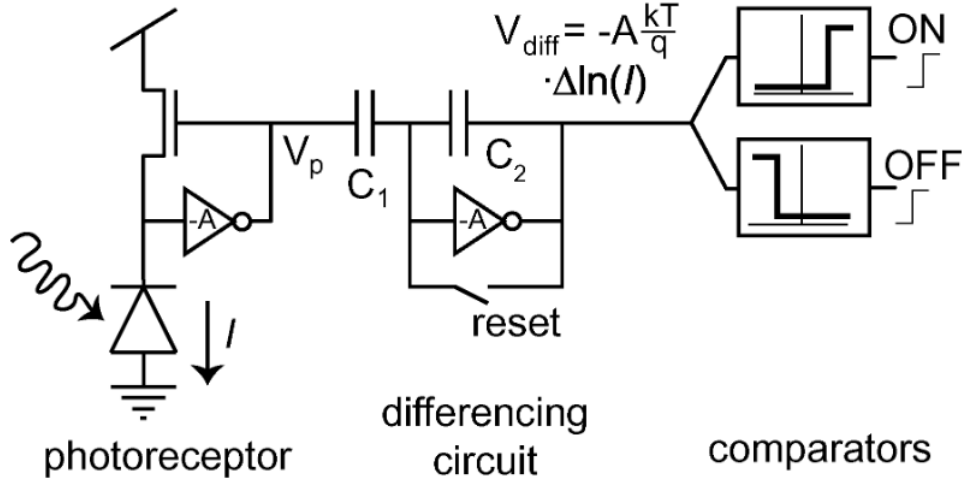 V_diff = -A kT/q
·Δln(I)
ON
V_p
C_1
C_2
OFF
-A
-A
I
reset
photoreceptor
differencing
circuit
comparators